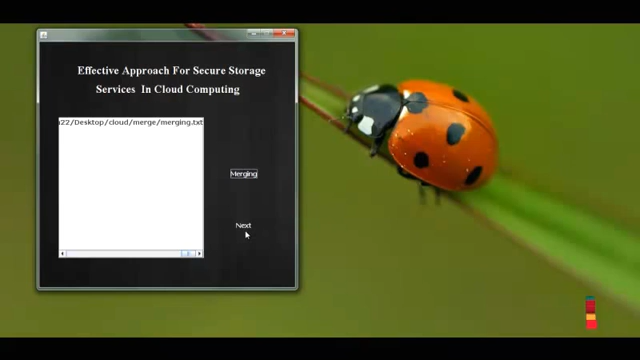 Effective Approach For Secure Storage
Services In Cloud Computing
22/Desktop/cloud/merge/merging.txt
Merging
Next